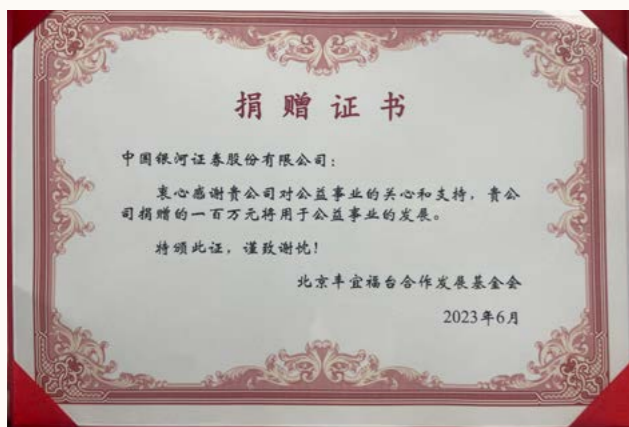 捐赠证书
中国银河证券股份有限公司：
衷心感谢贵公司对公益事业的关心和支持，贵公
司捐赠的一百万元将用于公益事业的发展。
特颁此证，谨致谢忱！
北京丰宜福台合作发展基金会
2023年6月